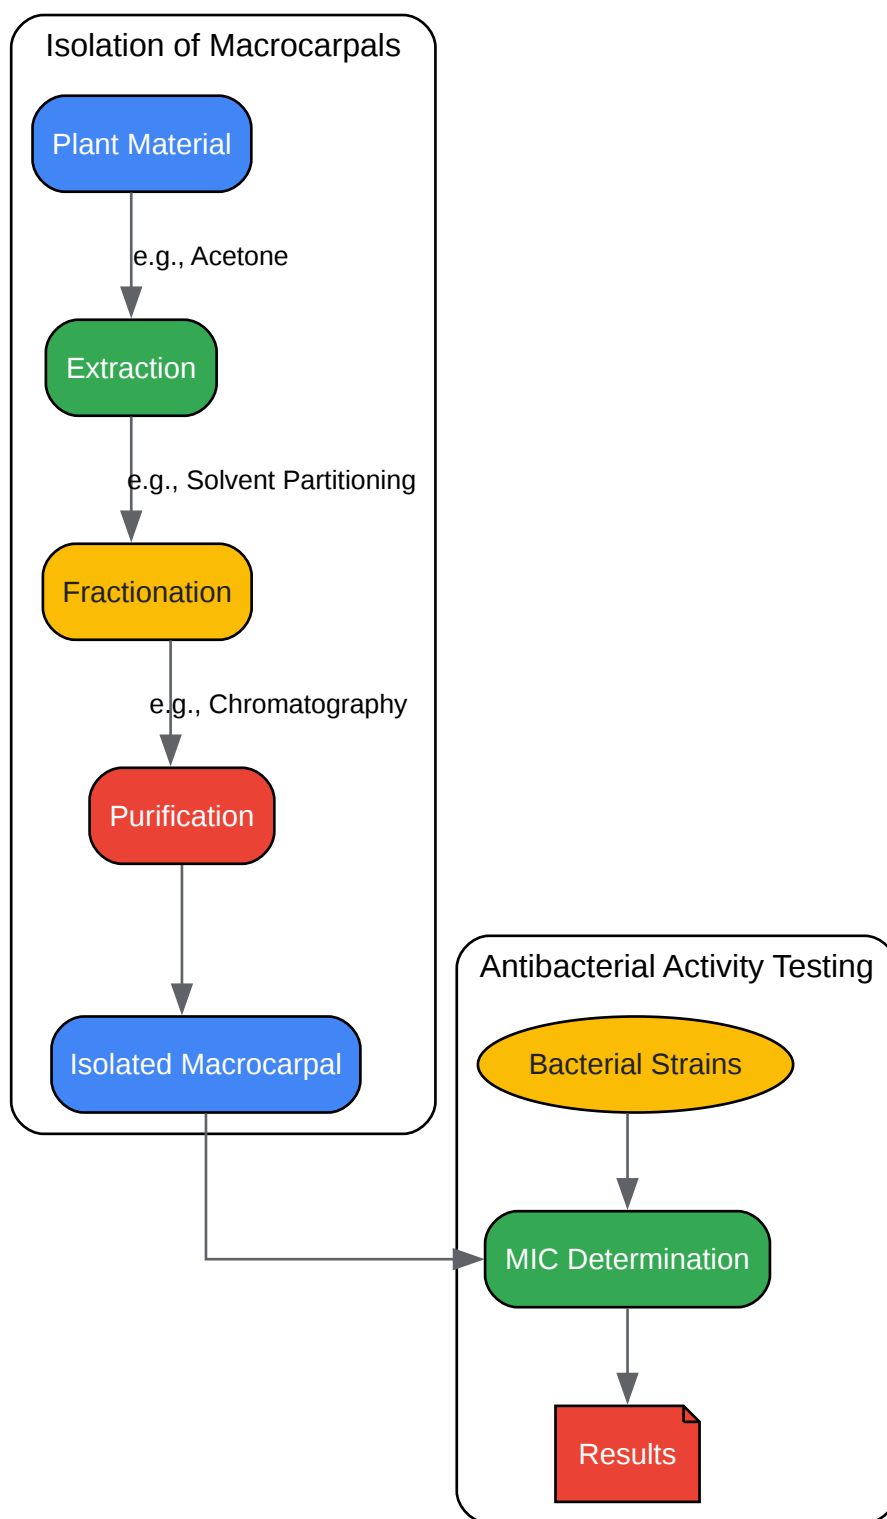 Isolation of Macrocarpals
Plant Material
e.g., Acetone
Extraction
e.g., Solvent Partitioning
Fractionation
e.g., Chromatography
Purification
Isolated Macrocarpal
Antibacterial Activity Testing
Bacterial Strains
MIC Determination
Results